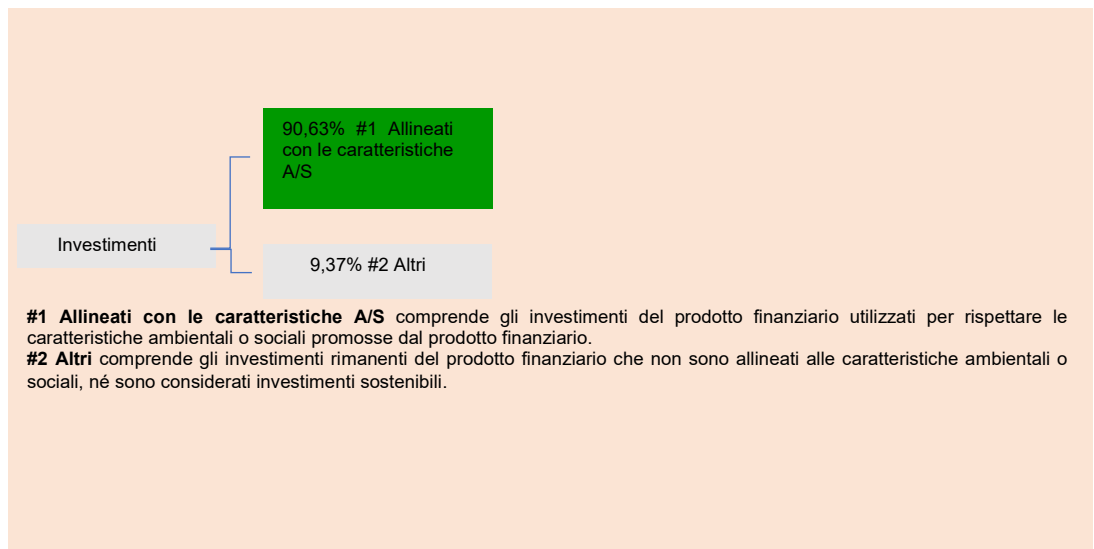 90,63% #1 Allineati
con le caratteristiche
A/S
Investimenti
9,37% #2 Altri
#1 Allineati con le caratteristiche A/S comprende gli investimenti del prodotto finanziario utilizzati per rispettare le
caratteristiche ambientali o sociali promosse dal prodotto finanziario.
#2 Altri comprende gli investimenti rimanenti del prodotto finanziario che non sono allineati alle caratteristiche ambientali o
sociali, né sono considerati investimenti sostenibili.